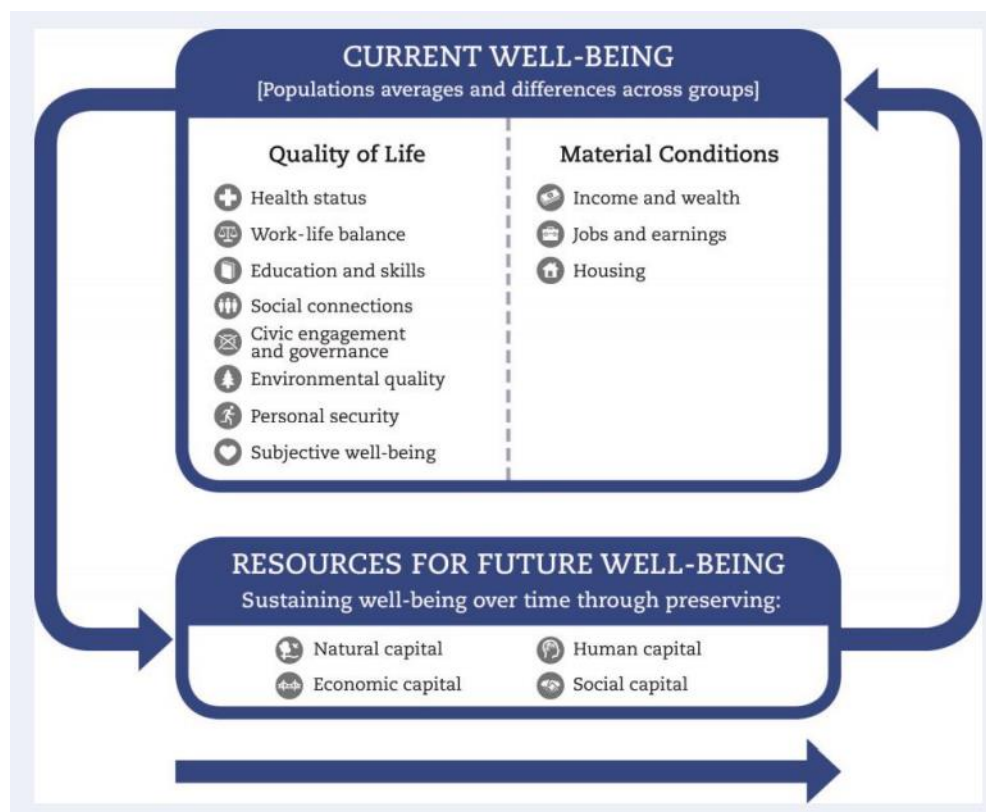 CURRENT WELL-BEING
[Populations averages and differences across groups]
Quality of Life
Health status
Work-life balance
Education and skills
Social connections
Civic engagement
and governance
Environmental quality
Personal security
Subjective well-being
Material Conditions
Income and wealth
Jobs and earnings
Housing
RESOURCES FOR FUTURE WELL-BEING
Sustaining well-being over time through preserving:
Natural capital
Economic capital
Human capital
Social capital